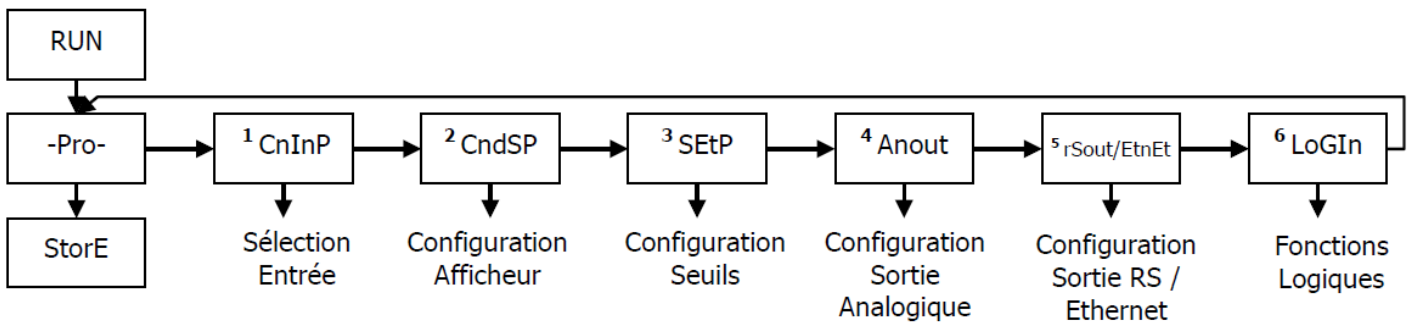 RUN
-Pro-
1 CnInP
2 CndSP
3 SEtP
4 Anout
5 rSout/EtnEt
6 LoGIn
StorE
Sélection
Entrée
Configuration
Afficheur
Configuration
Seuils
Configuration
Sortie
Analogique
Configuration
Sortie RS /
Ethernet
Fonctions
Logiques